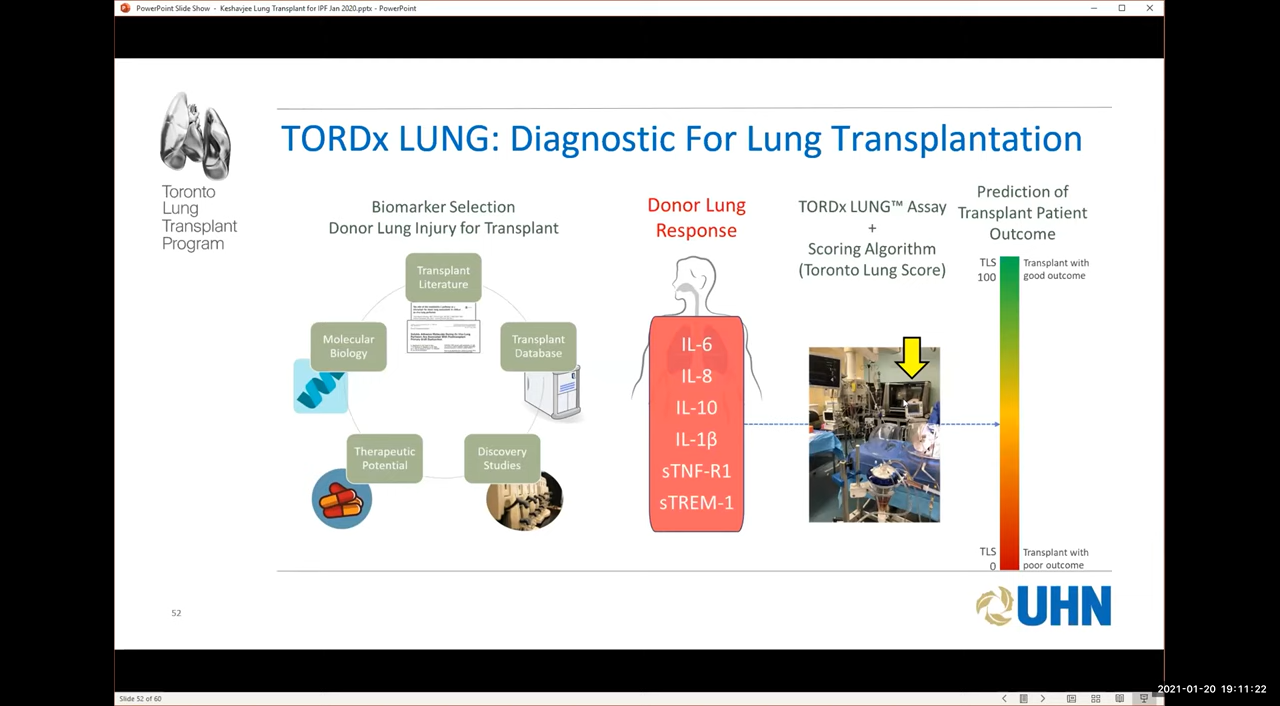 PowerPoint Slide Show - Keshavjee Lung Transplant for IPF Jan 2020.pptx - PowerPoint
Toronto
Lung
Transplant
Program
TORDx LUNG: Diagnostic For Lung Transplantation
Biomarker Selection
Donor Lung Injury for Transplant
Transplant
Literature
Molecular
Biology
Transplant
Database
Therapeutic
Potential
Discovery
Studies
Donor Lung
Response
IL-6
IL-8
IL-10
IL-1β
sTNF-R1
sTREM-1
TORDx LUNG™ Assay
+
Scoring Algorithm
(Toronto Lung Score)
Prediction of
Transplant Patient
Outcome
TLS
100
Transplant with
good outcome
TLS
0
Transplant with
poor outcome
52
UHN
Slide 52 of 60
2021-01-20 19:11:22